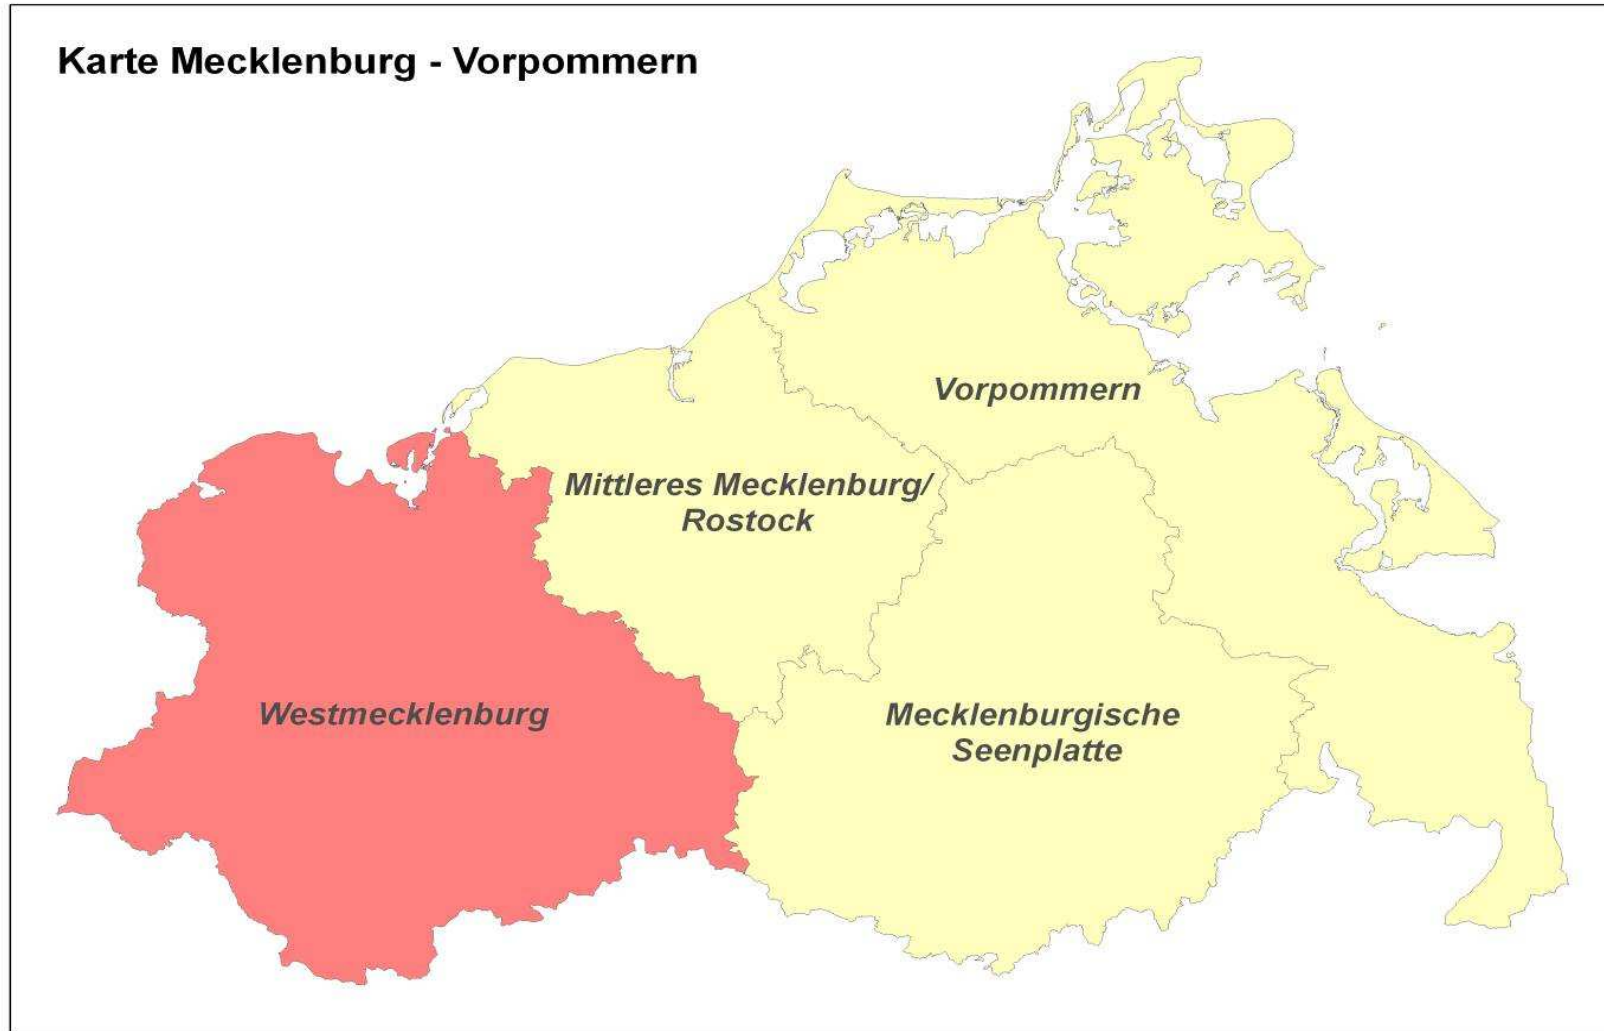 Karte Mecklenburg - Vorpommern
Vorpommern
Mittleres Mecklenburg/
Rostock
Westmecklenburg
Mecklenburgische
Seenplatte